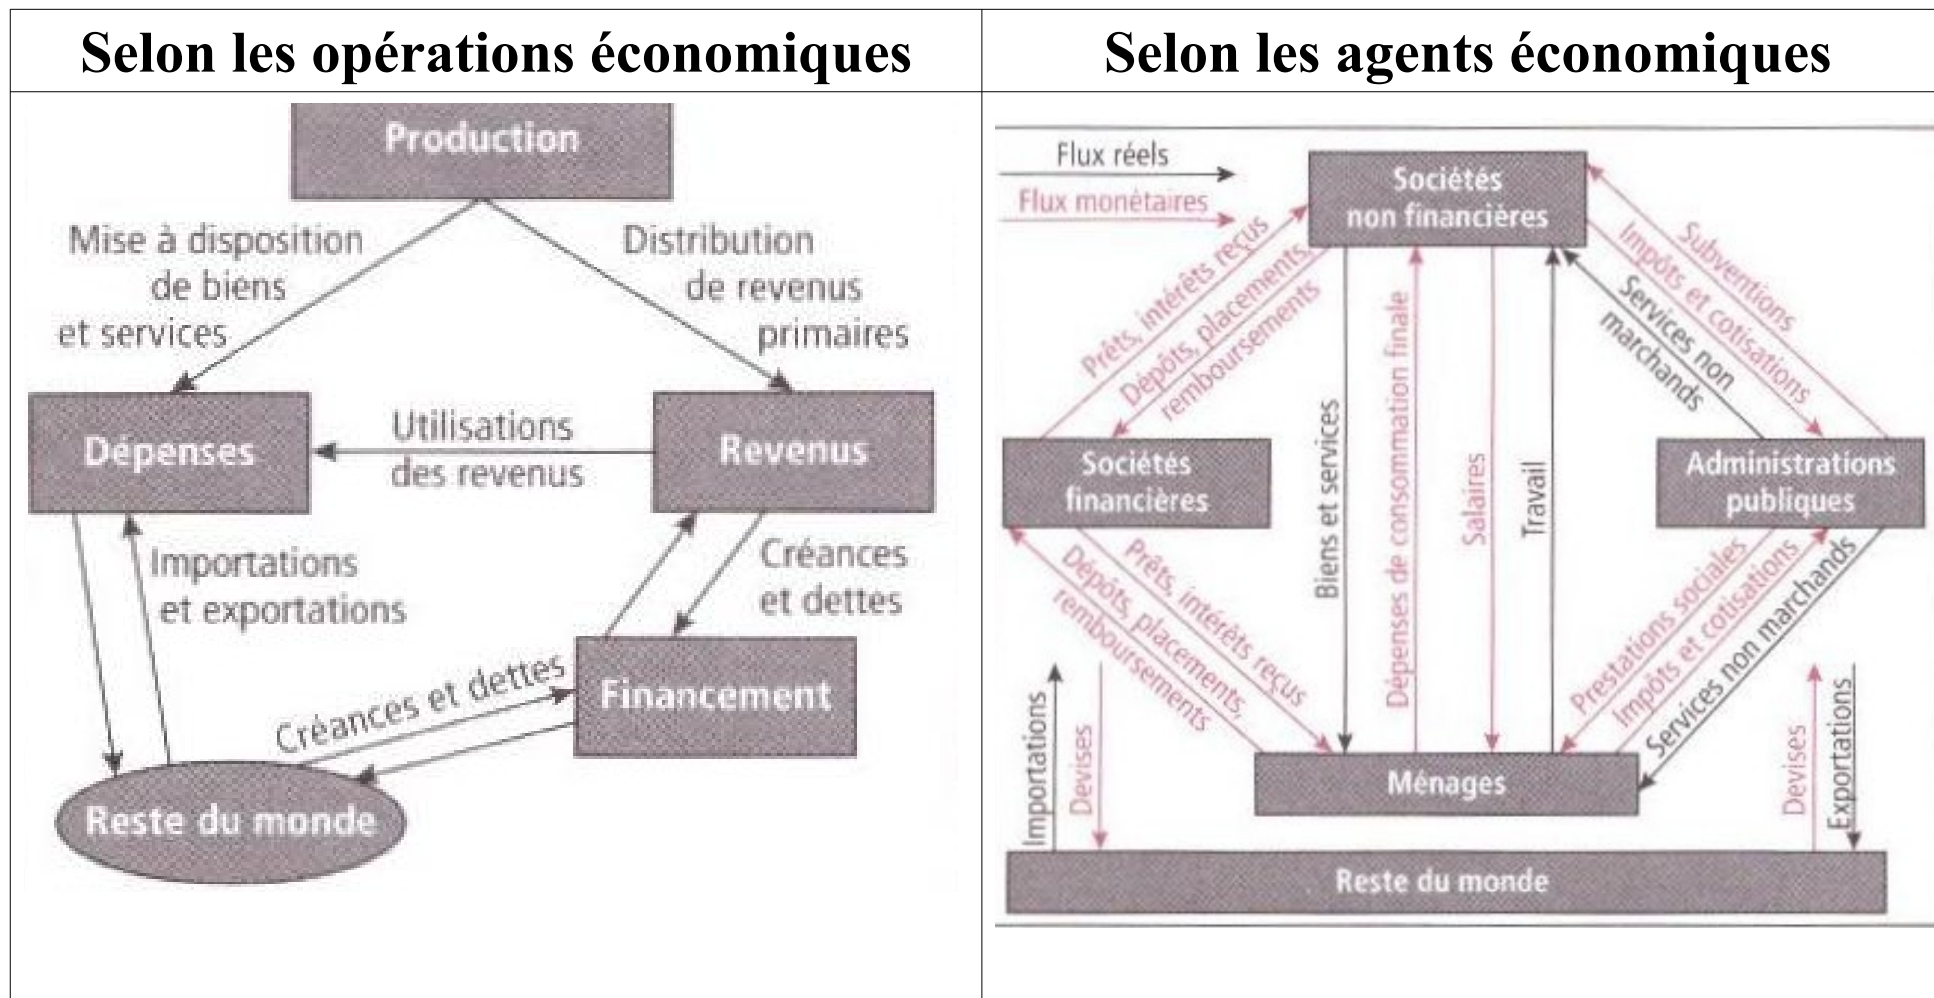 Selon les opérations économiques
Production
Mise à disposition
de biens
et services
Distribution
de revenus
primaires
Dépenses
Utilisations
des revenus
Revenus
Importations
et exportations
Créances
et dettes
Créances et dettes
Financement
Reste du monde
Selon les agents économiques
Flux réels
Flux monétaires
Sociétés
non financières
Prêts, intérêts reçus
Dépôts, placements,
remboursements
Subventions
Impôts et cotisations
Services non
marchands
Sociétés
financières
Biens et services
Dépenses de consommation finale
Salaires
Travail
Administrations
publiques
Prêts, intérêts reçus
Dépôts, placements,
remboursements
Prestations sociales
Impôts et cotisations
Services non marchands
Importations
Devises
Ménages
Devises
Exportations
Reste du monde